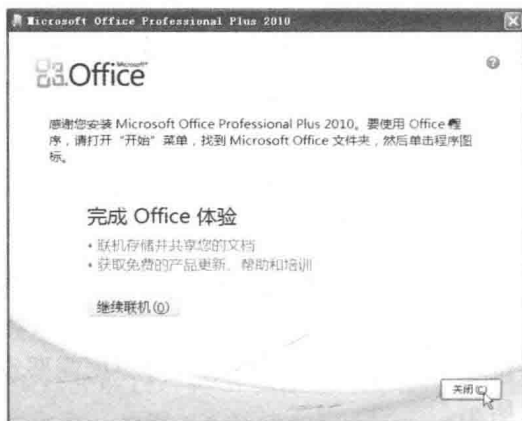 Microsoft Office Professional Plus 2010
Microsoft
Office
感谢您安装 Microsoft Office Professional Plus 2010。要使用 Office 程
序，请打开“开始”菜单，找到 Microsoft Office 文件夹，然后单击程序图
标。
完成 Office 体验
• 联机存储并共享您的文档
• 获取免费的产品更新、帮助和培训
继续联机(O)
关闭(C)